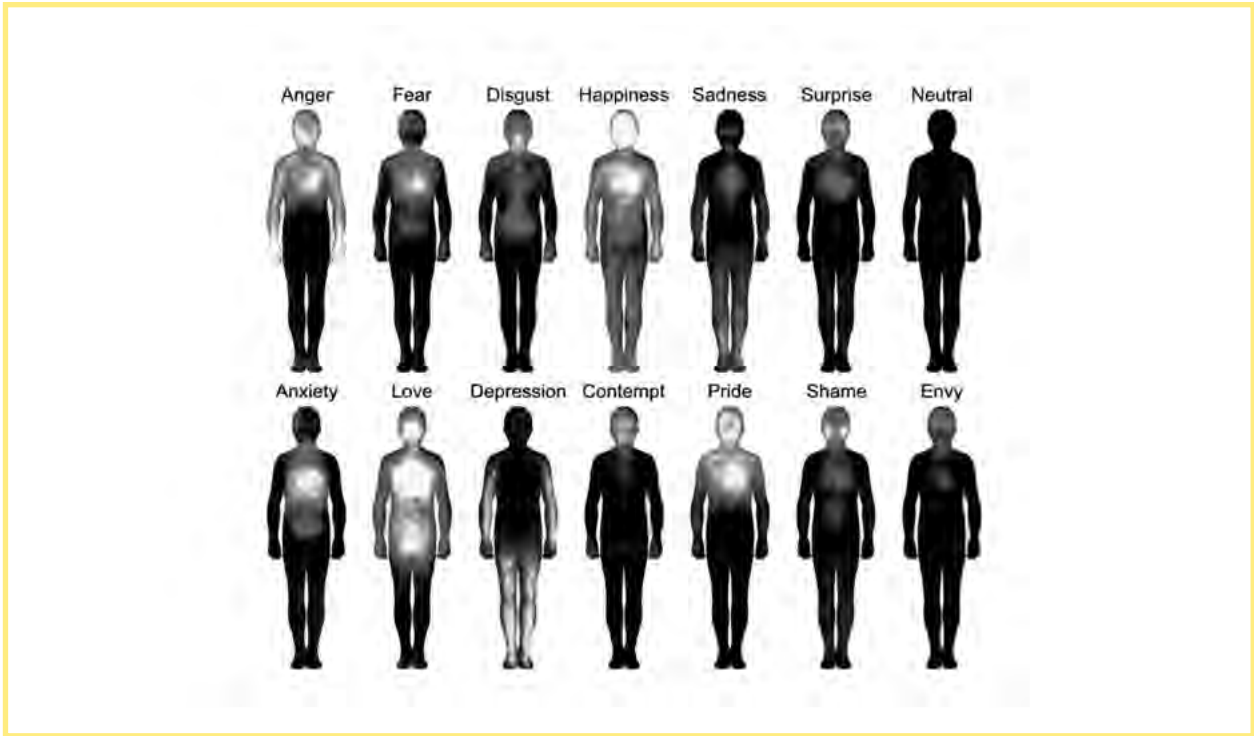 Anger Fear Disgust Happiness Sadness Surprise Neutral
Anxiety Love Depression Contempt Pride Shame Envy